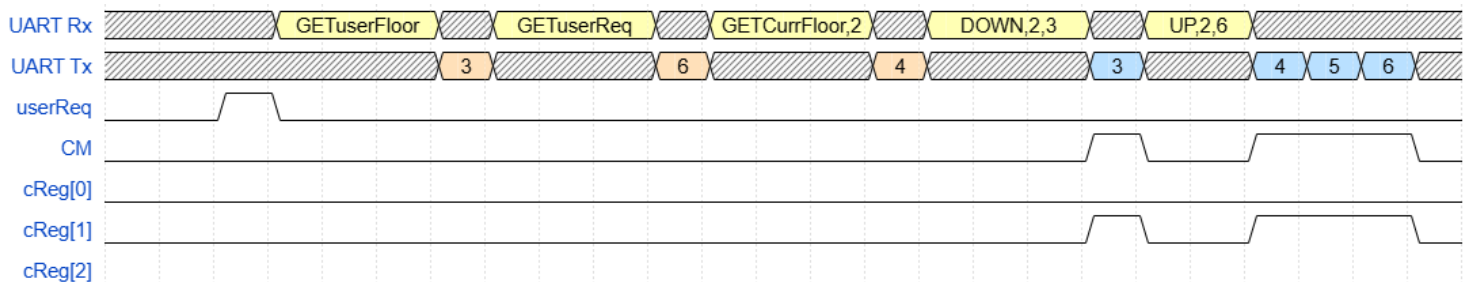 UART Rx GETuserFloor GETuserReq GETCurrFloor,2 DOWN,2,3 UP,2,6
UART Tx 3 6 4 3 4 5 6
userReq
CM
cReg[0]
cReg[1]
cReg[2]